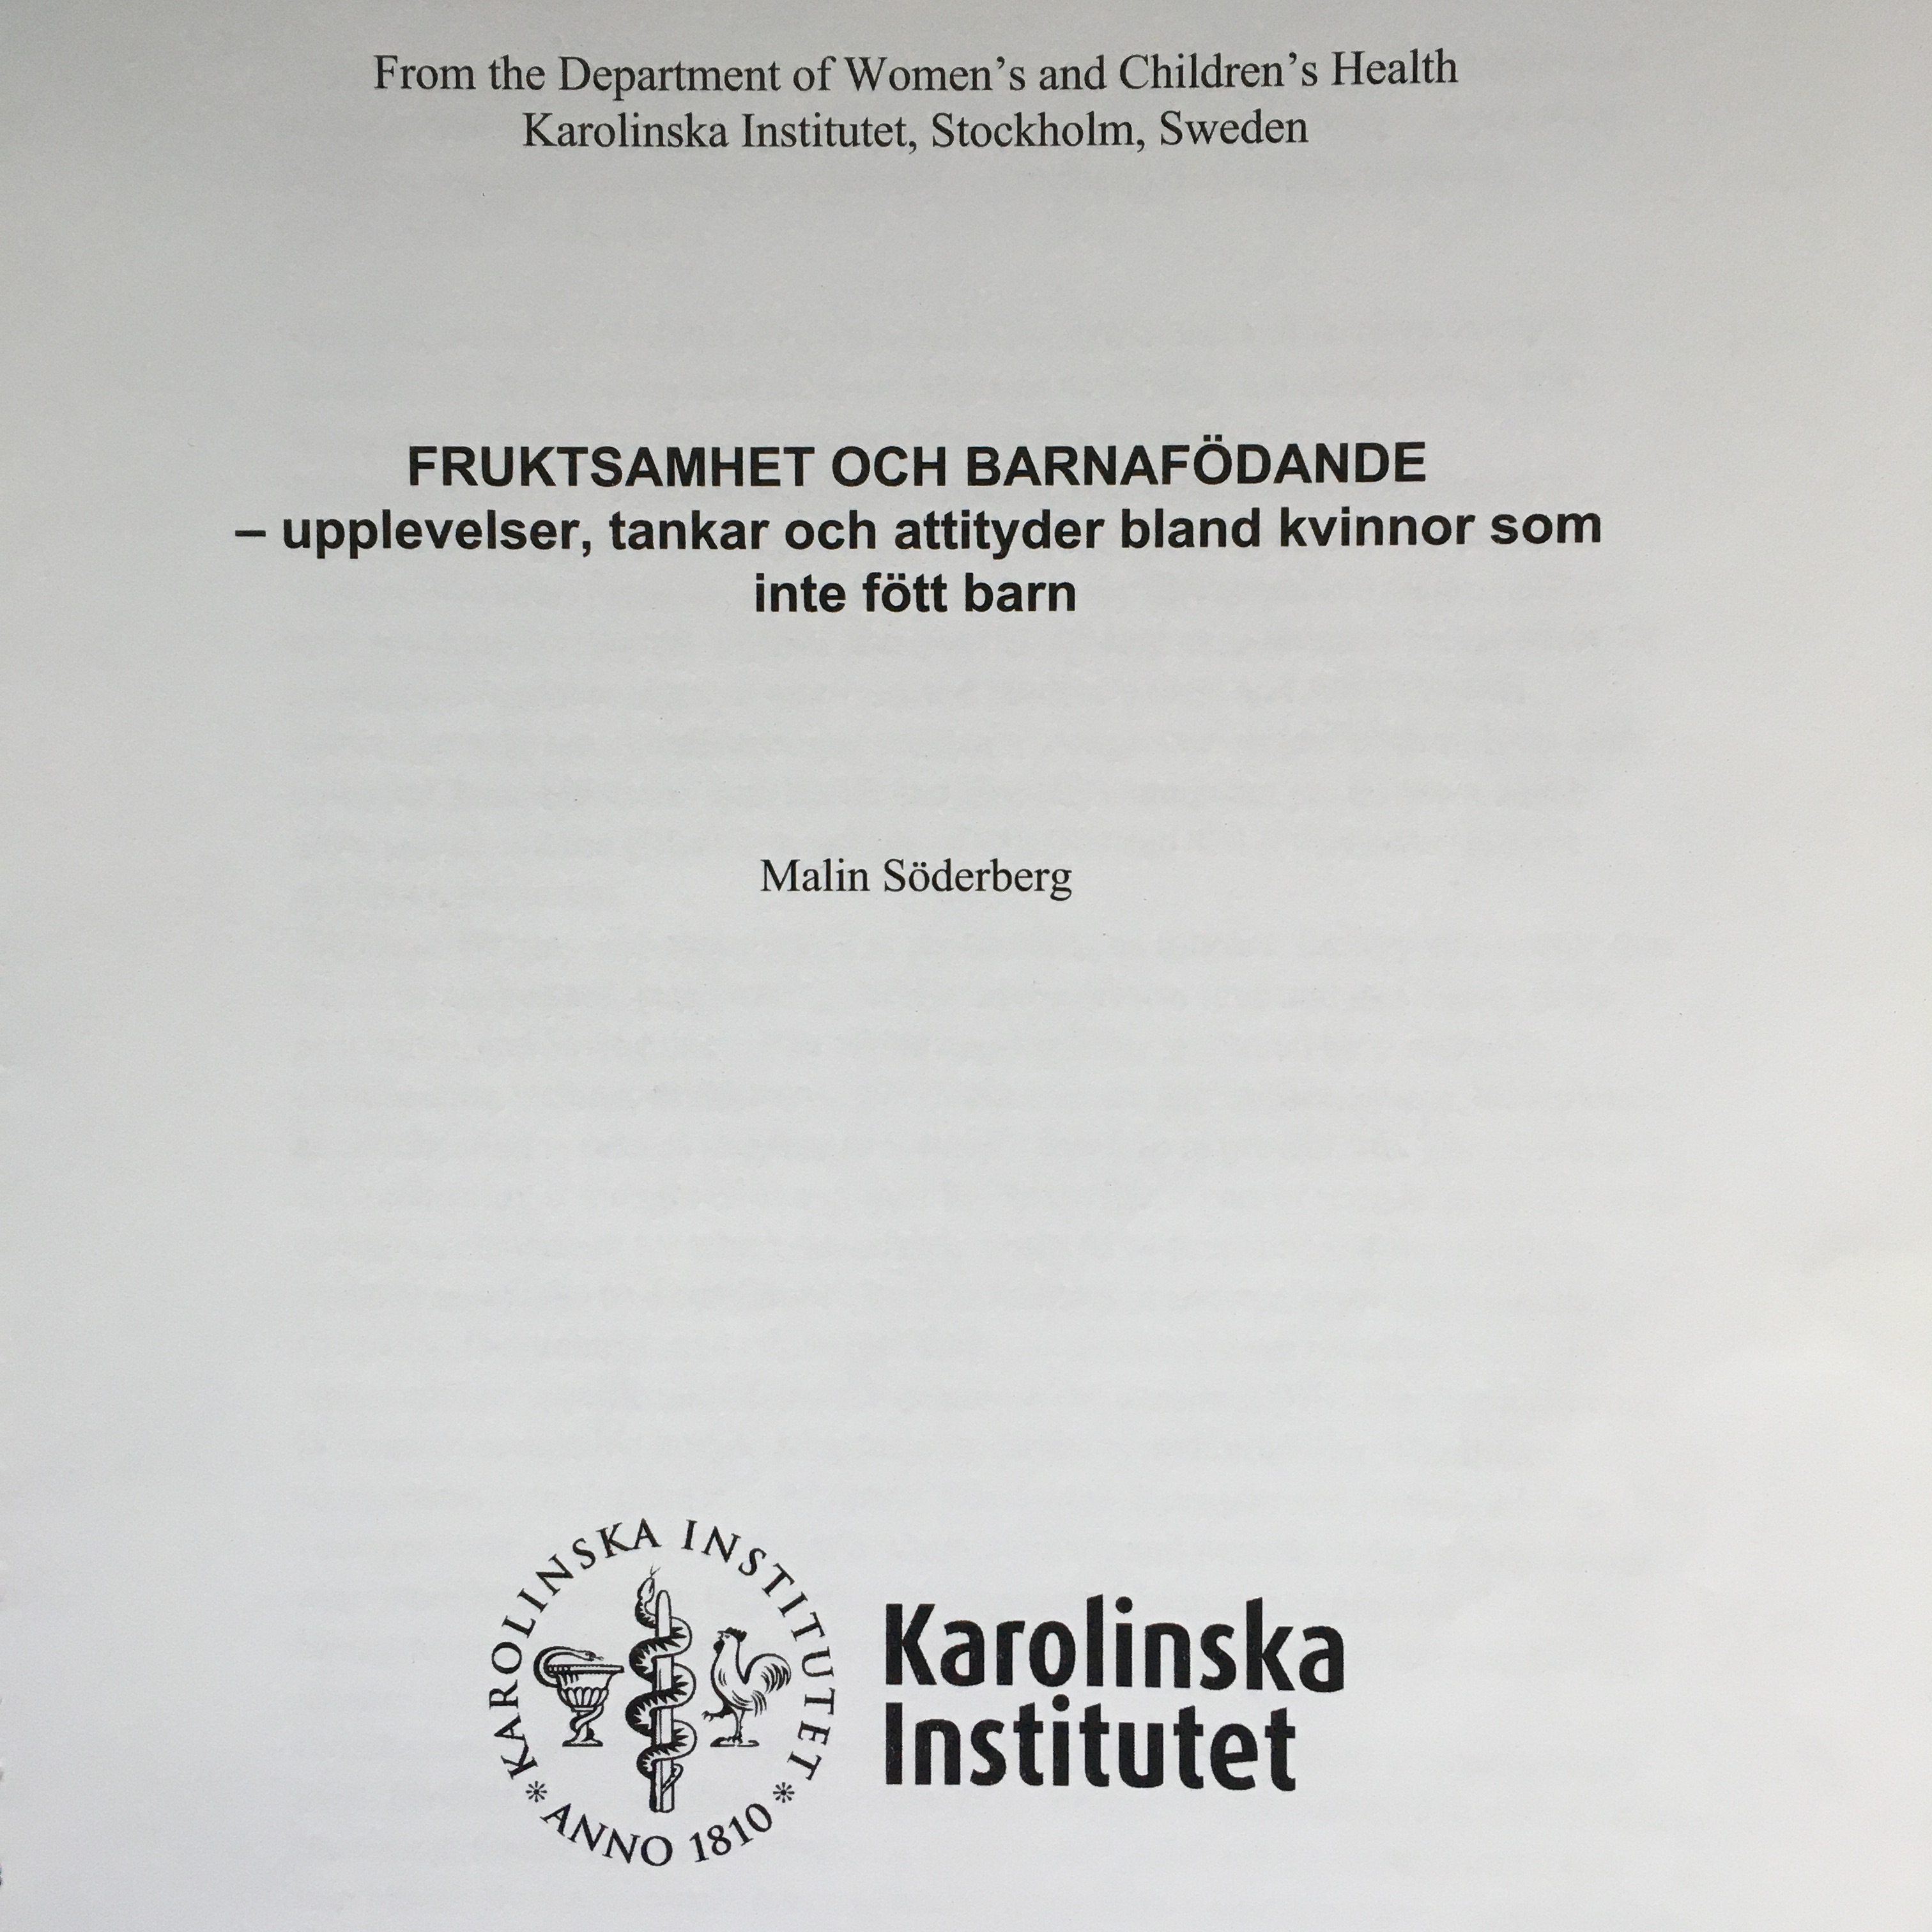 From the Department of Women’s and Children’s Health
Karolinska Institutet, Stockholm, Sweden
FRUKTSAMHET OCH BARNAFÖDANDE
– upplevelser, tankar och attityder bland kvinnor som
inte fött barn
Malin Söderberg
KAROLINSKA INSTITUTET
* ANNO 1810 *
Karolinska
Institutet